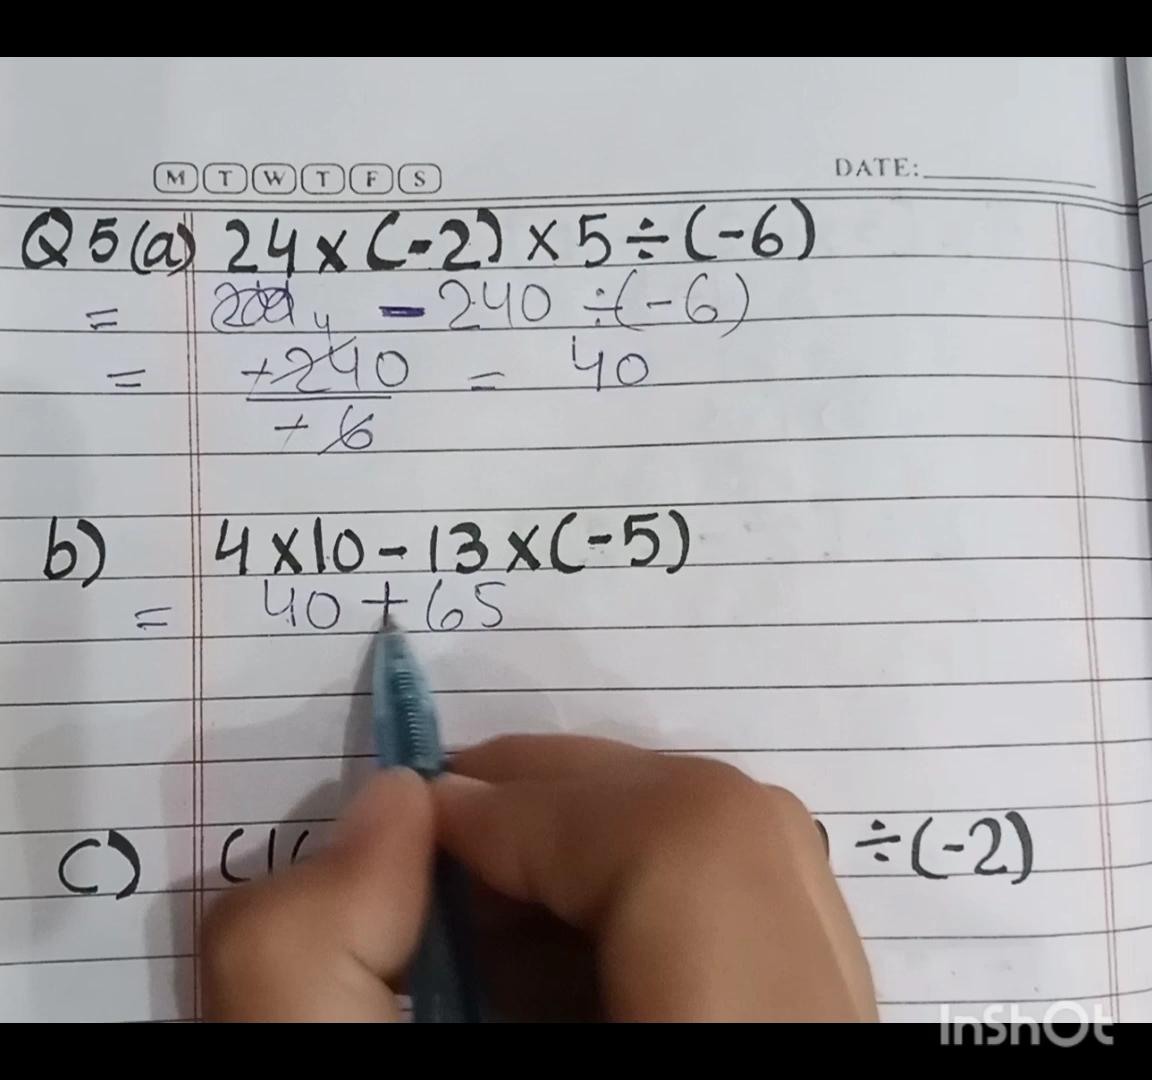 M T W T F S
DATE:
Q5(a) 24 × (-2) × 5 ÷ (-6)
= - 240 ÷ (-6)
= +240 = 40
+ 6
b) 4 × 10 - 13 × (-5)
= 40 + 65
c) ÷ (-2)
InShOt